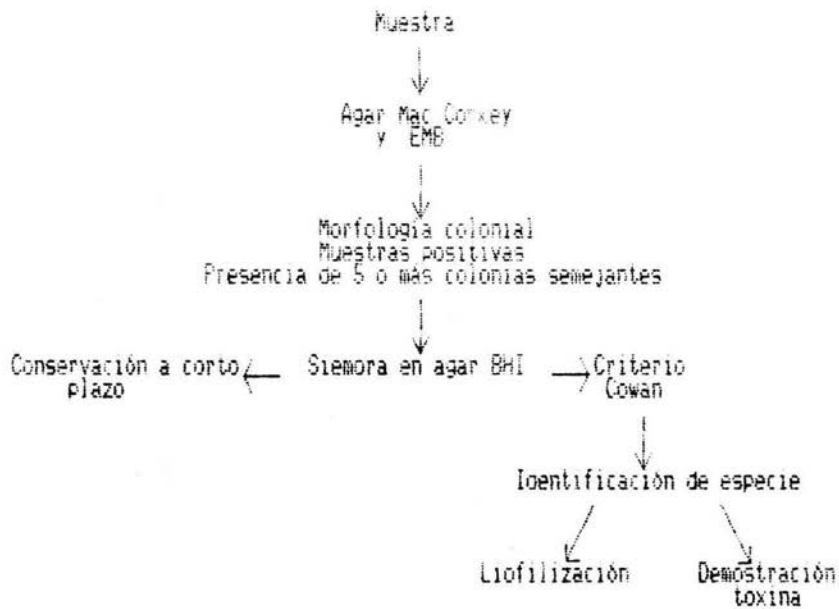 Muestra
Agar Mac Conkey
y EMB
Morfología colonial
Muestras positivas
Presencia de 5 o más colonias semejantes
Conservación a corto
plazo
Siembra en agar BHI
Criterio
Cowan
Identificación de especie
Liofilización
Demostración
toxina